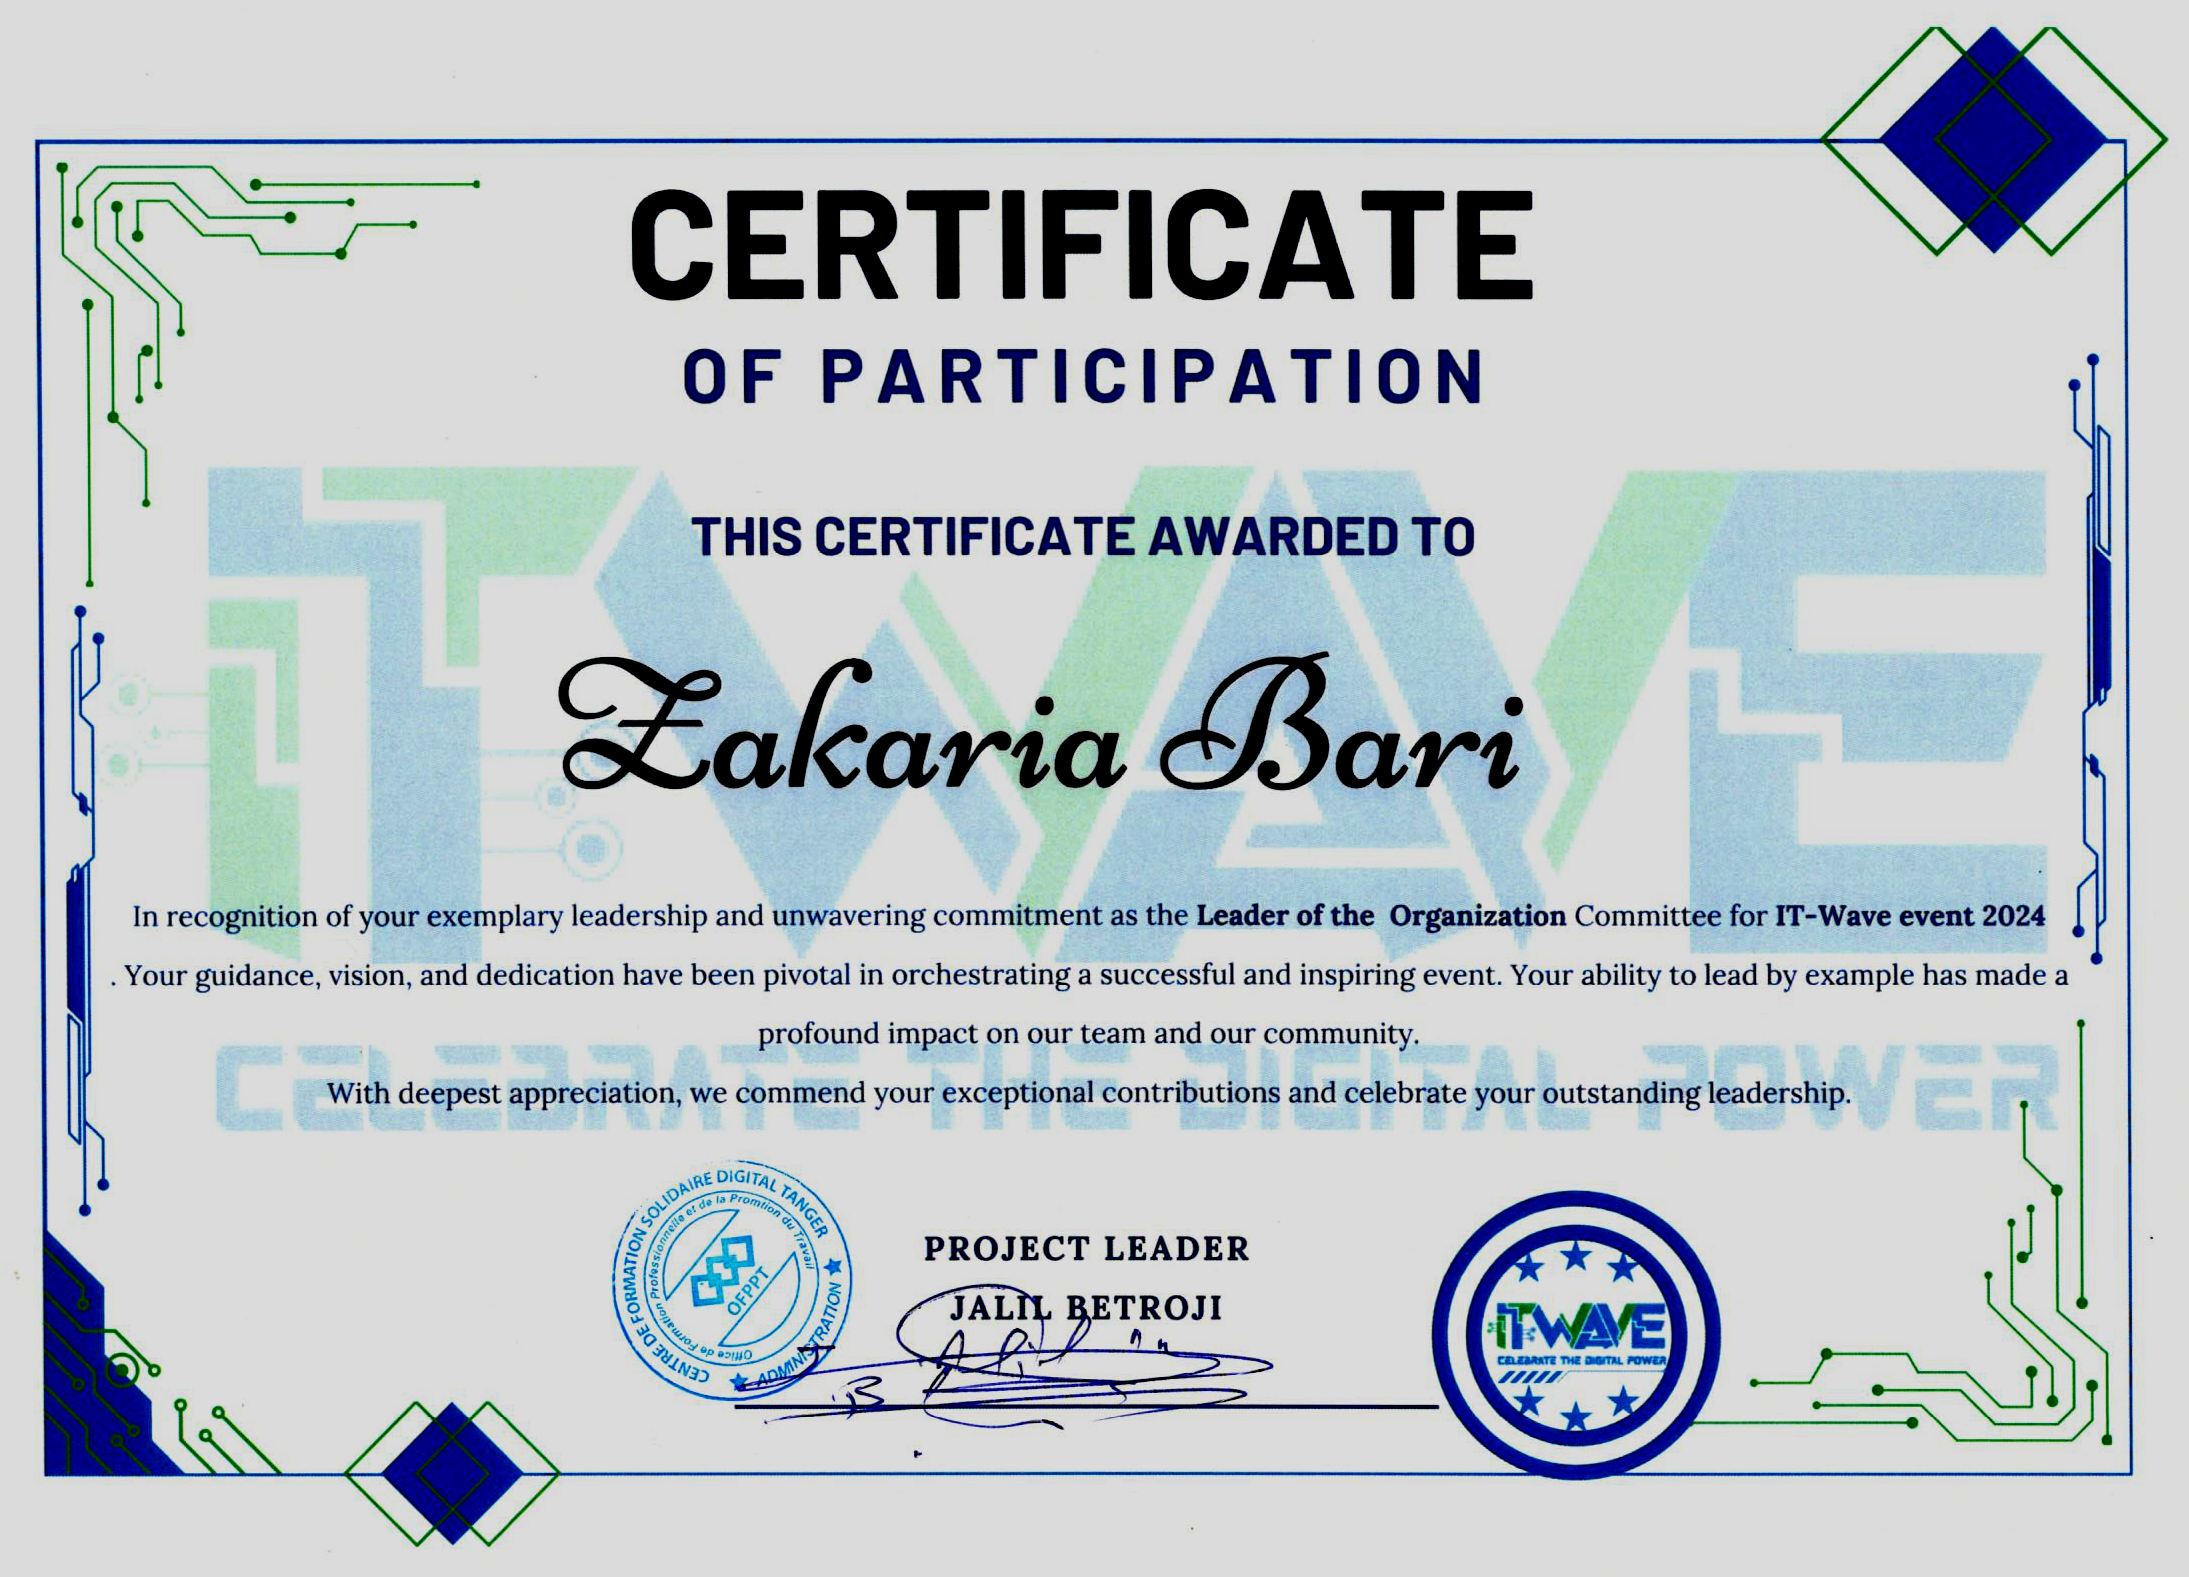 CERTIFICATE
OF PARTICIPATION
THIS CERTIFICATE AWARDED TO
Zakaria Bari
In recognition of your exemplary leadership and unwavering commitment as the Leader of the Organization Committee for IT-Wave event 2024
. Your guidance, vision, and dedication have been pivotal in orchestrating a successful and inspiring event. Your ability to lead by example has made a
profound impact on our team and our community.
With deepest appreciation, we commend your exceptional contributions and celebrate your outstanding leadership.
ITWAVE
CELEBRATE THE DIGITAL POWER
CENTRE DE FORMATION SOLIDAIRE DIGITAL TANGER
Office de Formation Professionnelle et de la Promtion du Travail
OFPPT
ADMINISTRATION
PROJECT LEADER
JALIL BETROJI
ITWAVE
CELEBRATE THE DIGITAL POWER